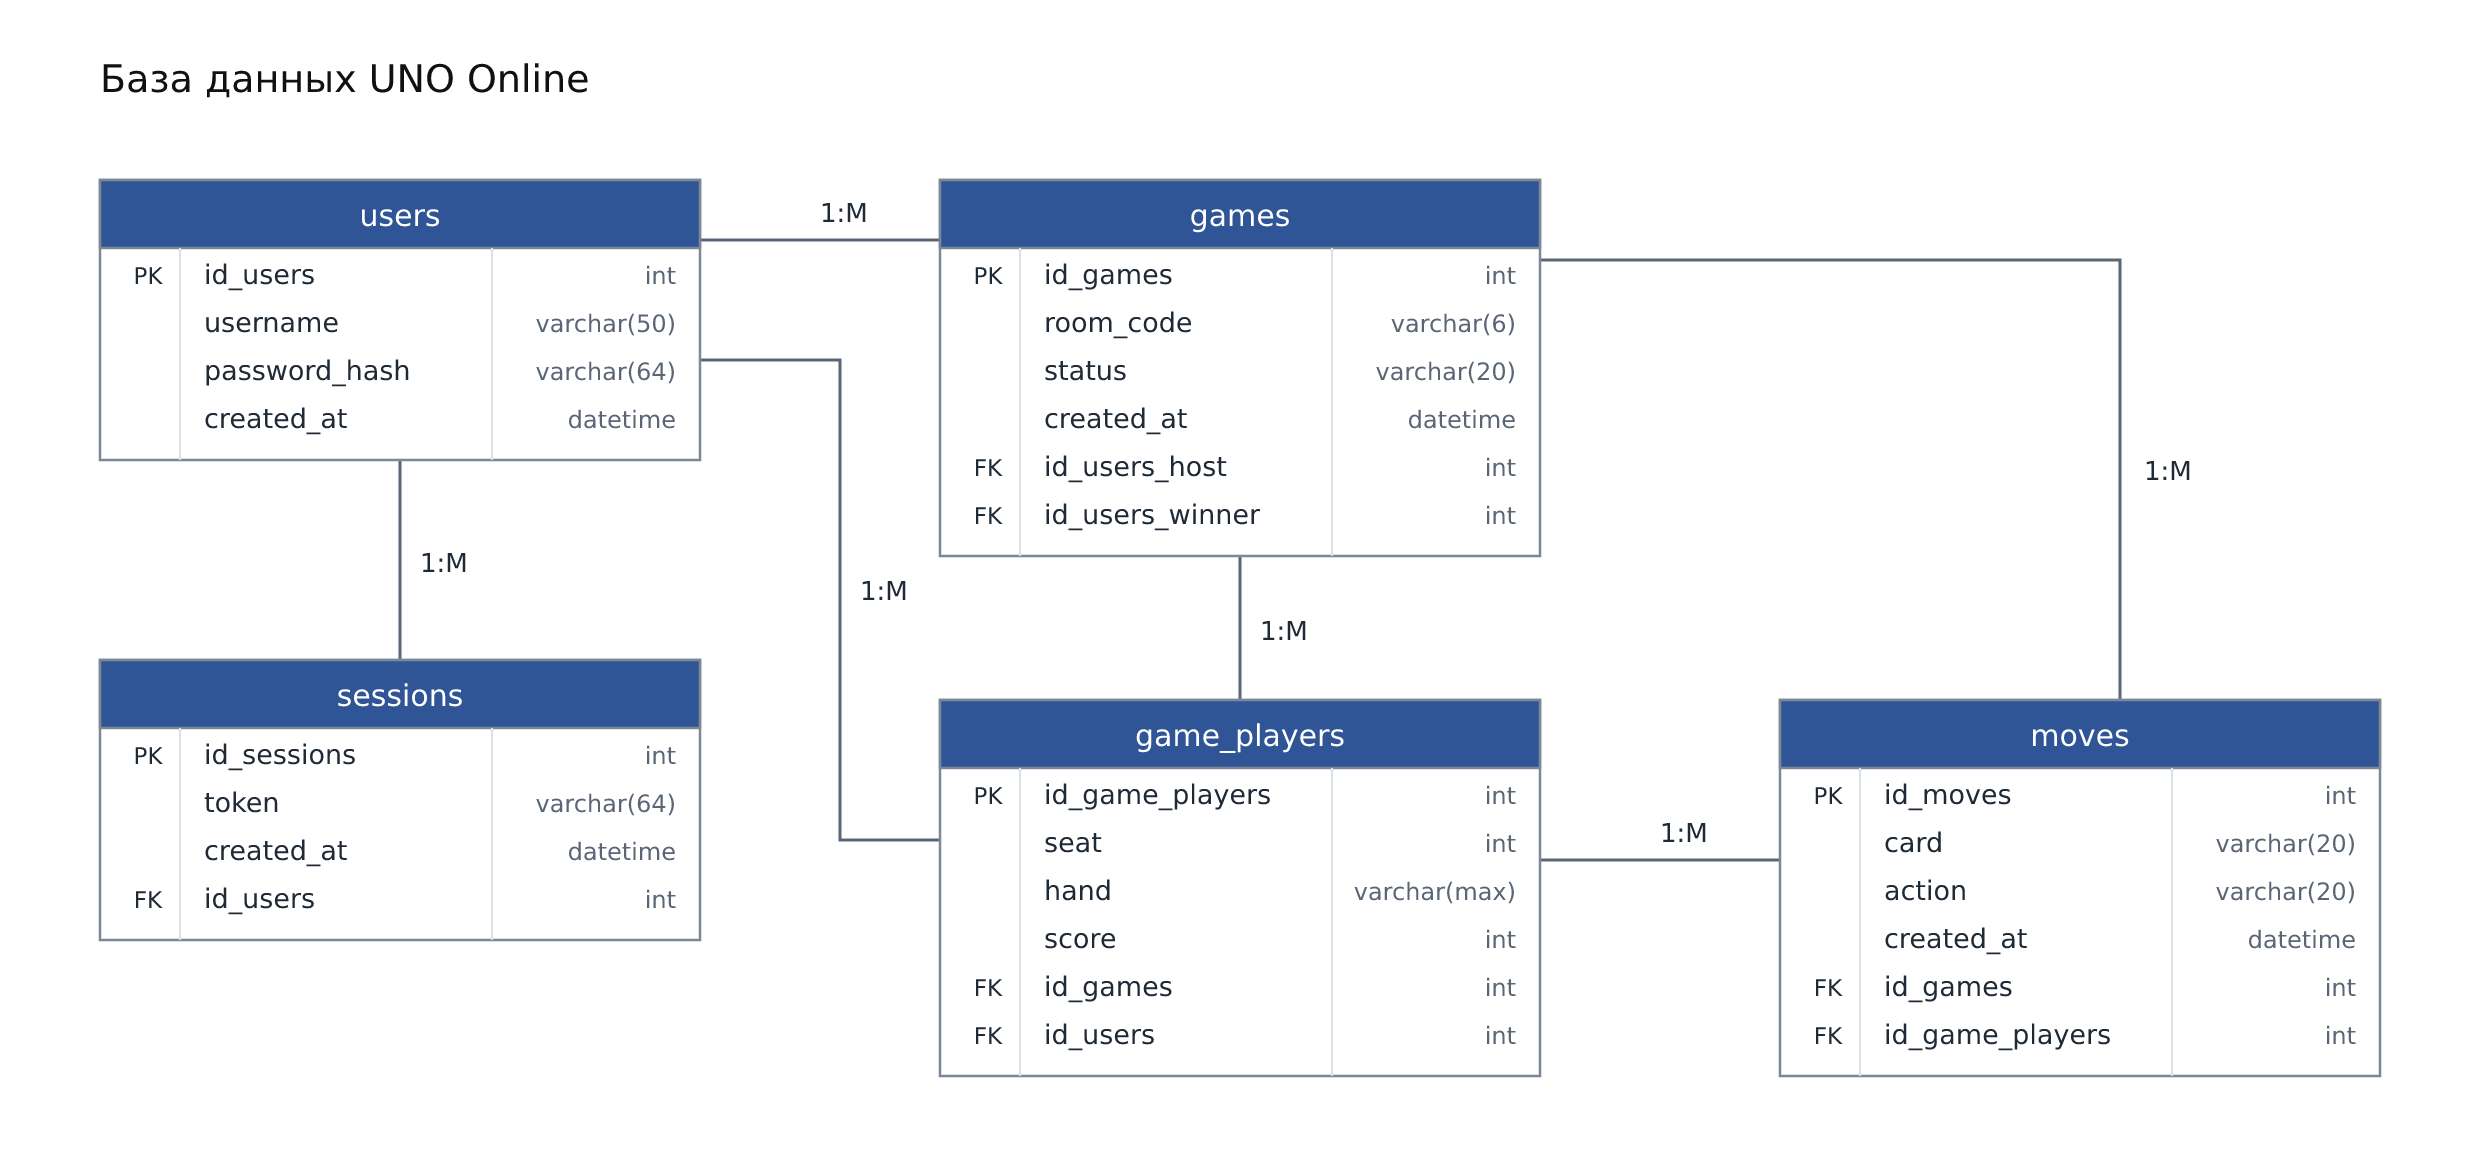 База данных UNO Online
users
PK id_users int
username varchar(50)
password_hash varchar(64)
created_at datetime
1:M
games
PK id_games int
room_code varchar(6)
status varchar(20)
created_at datetime
FK id_users_host int
FK id_users_winner int
1:M
1:M
1:M
1:M
sessions
PK id_sessions int
token varchar(64)
created_at datetime
FK id_users int
game_players
PK id_game_players int
seat int
hand varchar(max)
score int
FK id_games int
FK id_users int
1:M
moves
PK id_moves int
card varchar(20)
action varchar(20)
created_at datetime
FK id_games int
FK id_game_players int